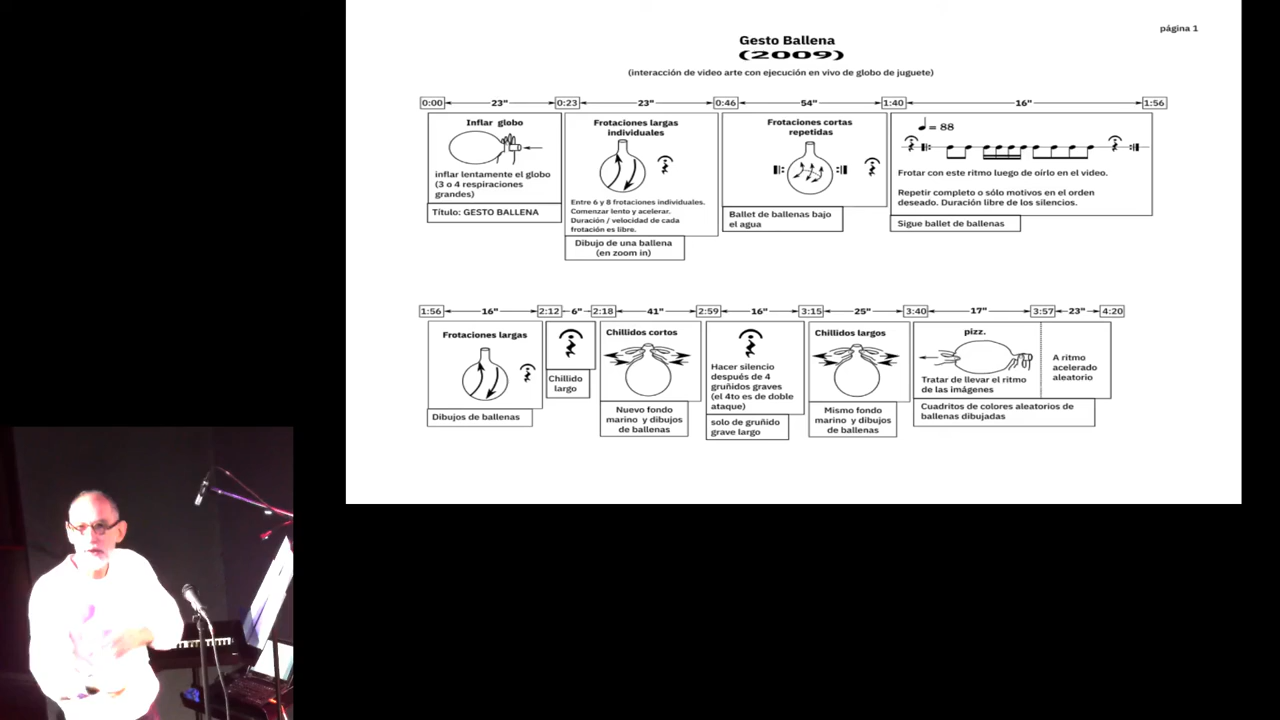 página 1
Gesto Ballena
(2009)
(interacción de video arte con ejecución en vivo de globo de juguete)
0:00 23" 0:23 23" 0:46 54" 1:40 16" 1:56
Inflar globo
inflar lentamente el globo
(3 o 4 respiraciones
grandes)
Título: GESTO BALLENA
Frotaciones largas
individuales
Entre 6 y 8 frotaciones individuales.
Comenzar lento y acelerar.
Duración / velocidad de cada
frotación es libre.
Dibujo de una ballena
(en zoom in)
Frotaciones cortas
repetidas
Ballet de ballenas bajo
el agua
= 88
Frotar con este ritmo luego de oírlo en el video.
Repetir completo o sólo motivos en el orden
deseado. Duración libre de los silencios.
Sigue ballet de ballenas
1:56 16" 2:12 6" 2:18 41" 2:59 16" 3:15 25" 3:40 17" 3:57 23" 4:20
Frotaciones largas
Dibujos de ballenas
Chillido
largo
Chillidos cortos
Nuevo fondo
marino y dibujos
de ballenas
Hacer silencio
después de 4
gruñidos graves
(el 4to es de doble
ataque)
solo de gruñido
grave largo
Chillidos largos
Mismo fondo
marino y dibujos
de ballenas
pizz.
Tratar de llevar el ritmo
de las imágenes
A ritmo
acelerado
aleatorio
Cuadritos de colores aleatorios de
ballenas dibujadas